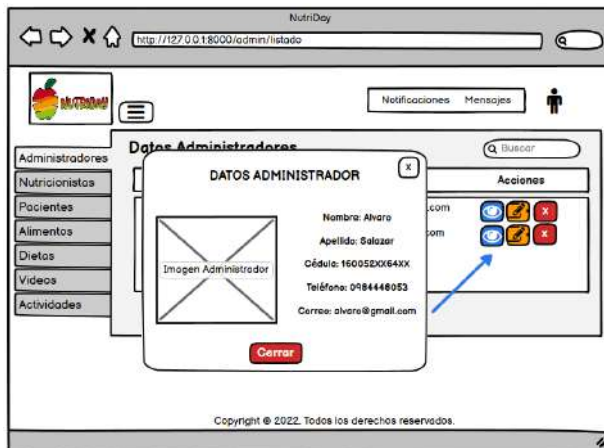 NutriDay
http://127.0.0.1:8000/admin/listado
NUTRIDAY
Notificaciones Mensajes
Administradores
Nutricionistas
Pacientes
Alimentos
Dietas
Videos
Actividades
Datos Administradores
Buscar
Acciones
.com
.com
DATOS ADMINISTRADOR
X
Imagen Administrador
Nombre: Alvaro
Apellido: Salazar
Cédula: 160052XX64XX
Teléfono: 0984448053
Correo: alvaro@gmail.com
Cerrar
X
X
Copyright © 2022. Todos los derechos reservados.